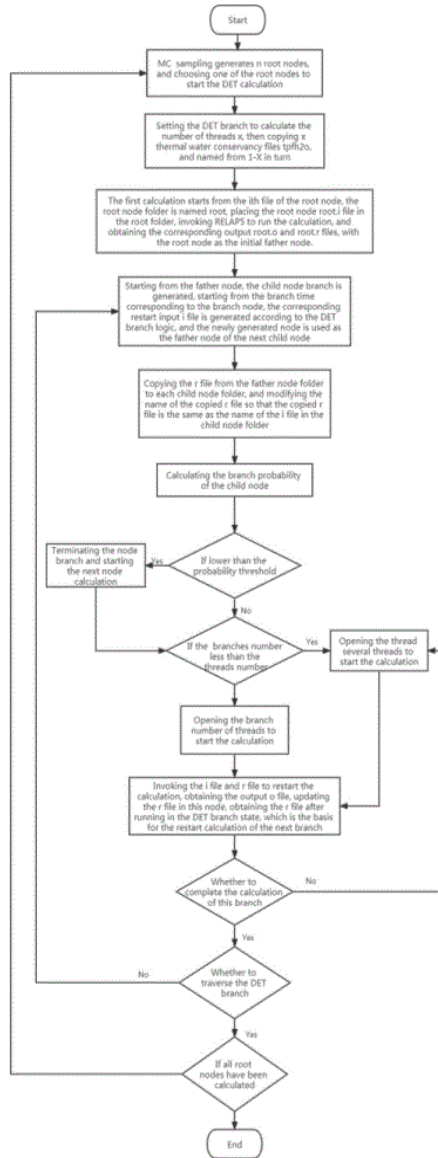 Start
MC sampling generates n root nodes,
and choosing one of the root nodes to
start the DET calculation
Setting the DET branch to calculate the
number of threads x, then copying x
thermal water conservancy files tpfh2o,
and named from 1-X in turn
The first calculation starts from the ith file of the root node, the
root node folder is named root, placing the root node root.i file in
the root folder, invoking RELAP5 to run the calculation, and
obtaining the corresponding output root.o and root.r files, with
the root node as the initial father node.
Starting from the father node, the child node branch is
generated, starting from the branch time
corresponding to the branch node, the corresponding
restart input i file is generated according to the DET
branch logic, and the newly generated node is used as
the father node of the next child node
Copying the r file from the father node folder
to each child node folder, and modifying the
name of the copied r file so that the copied r
file is the same as the name of the i file in
the child node folder
Calculating the branch probability
of the child node
If lower than the
probability threshold
Yes
Terminating the node
branch and starting
the next node
calculation
No
If the branches number
less than the
threads number
Yes
Opening the thread
several threads to
start the calculation
No
Opening the branch
number of threads to
start the calculation
Invoking the i file and r file to restart the
calculation, obtaining the output o file, updating
the r file in this node, obtaining the r file after
running in the DET branch state, which is the basis
for the restart calculation of the next branch
Whether to
complete the calculation
of this branch
No
Yes
No
Whether to
traverse the DET
branch
Yes
If all root
nodes have been
calculated
End